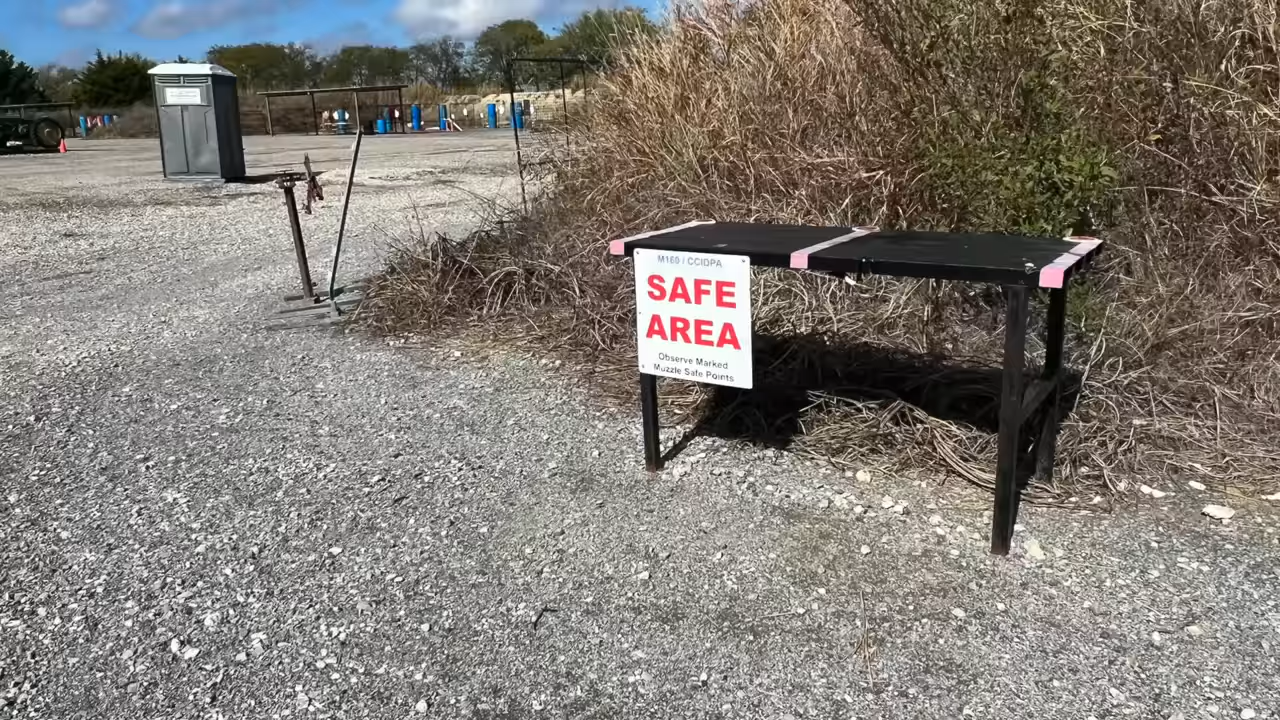 M160 / CCIDPA
SAFE
AREA
Observe Marked
Muzzle Safe Points